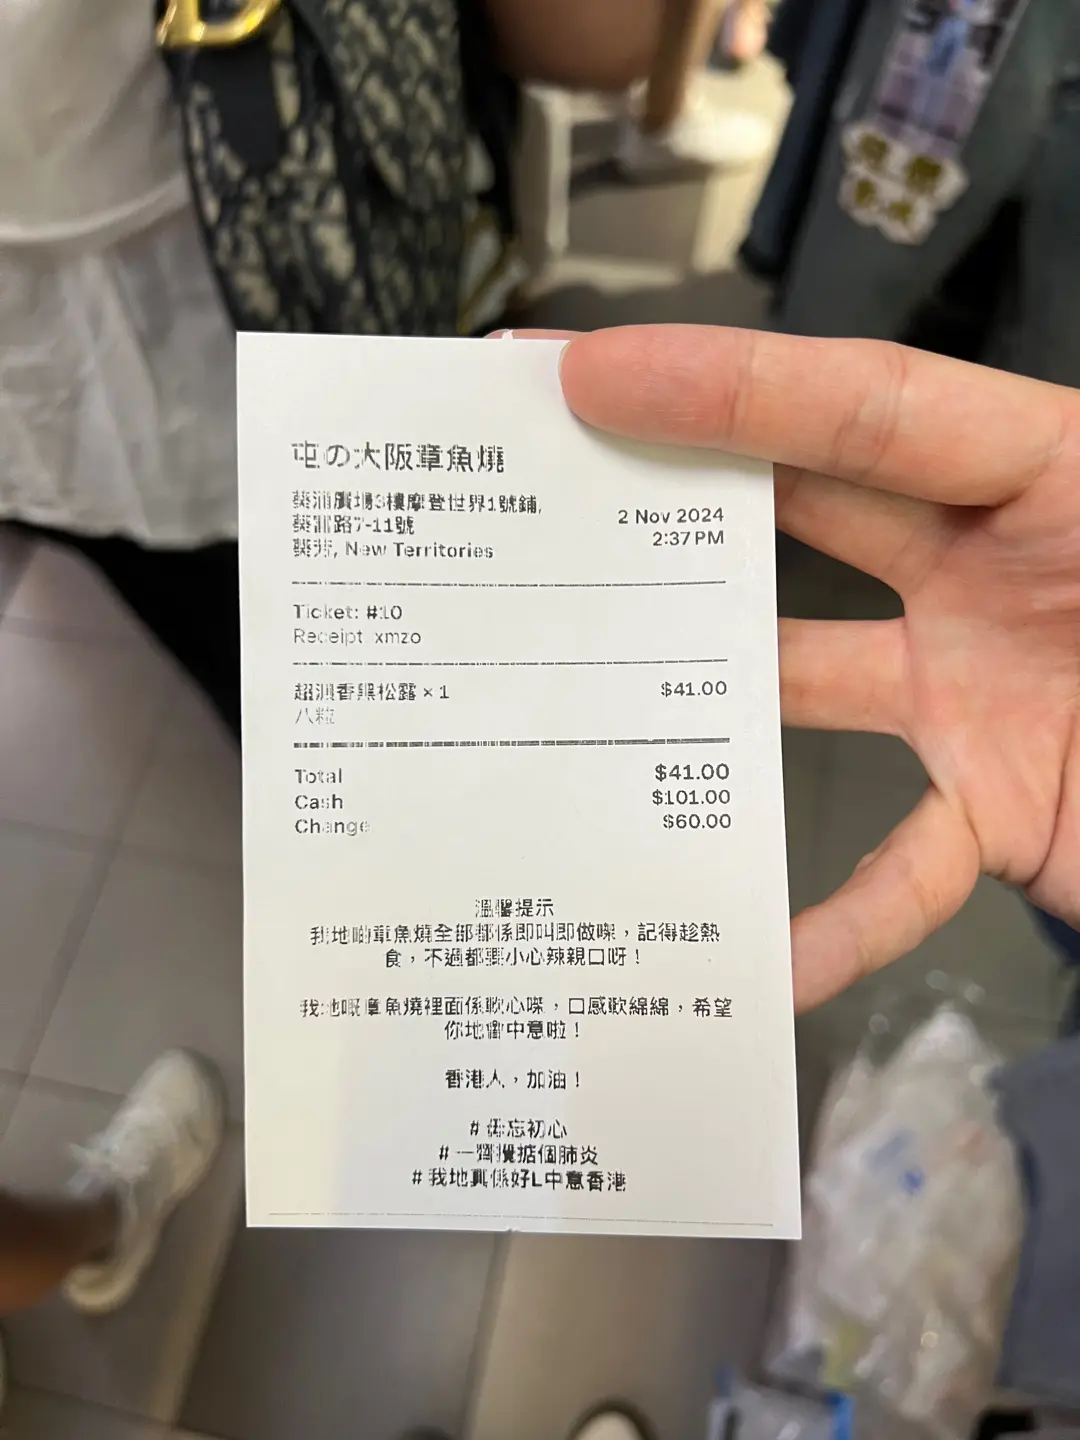 屯の大阪章魚燒
葵涌廣場3樓摩登世界1號鋪,
葵涌路7-11號
葵芳, New Territories
2 Nov 2024
2:37 PM
Ticket: #10
Receipt: xmzo
超濃香黑松露 × 1
$41.00
八粒
Total
$41.00
Cash
$101.00
Change
$60.00
溫馨提示
我地啲章魚燒全部都係即叫即做㗎，記得趁熱
食，不過都要小心辣親口呀！
我地嘅章魚燒裡面係軟心㗎，口感軟綿綿，希望
你地會中意啦！
香港人，加油！
# 毋忘初心
# 一齊攪掂個肺炎
# 我地真係好L中意香港